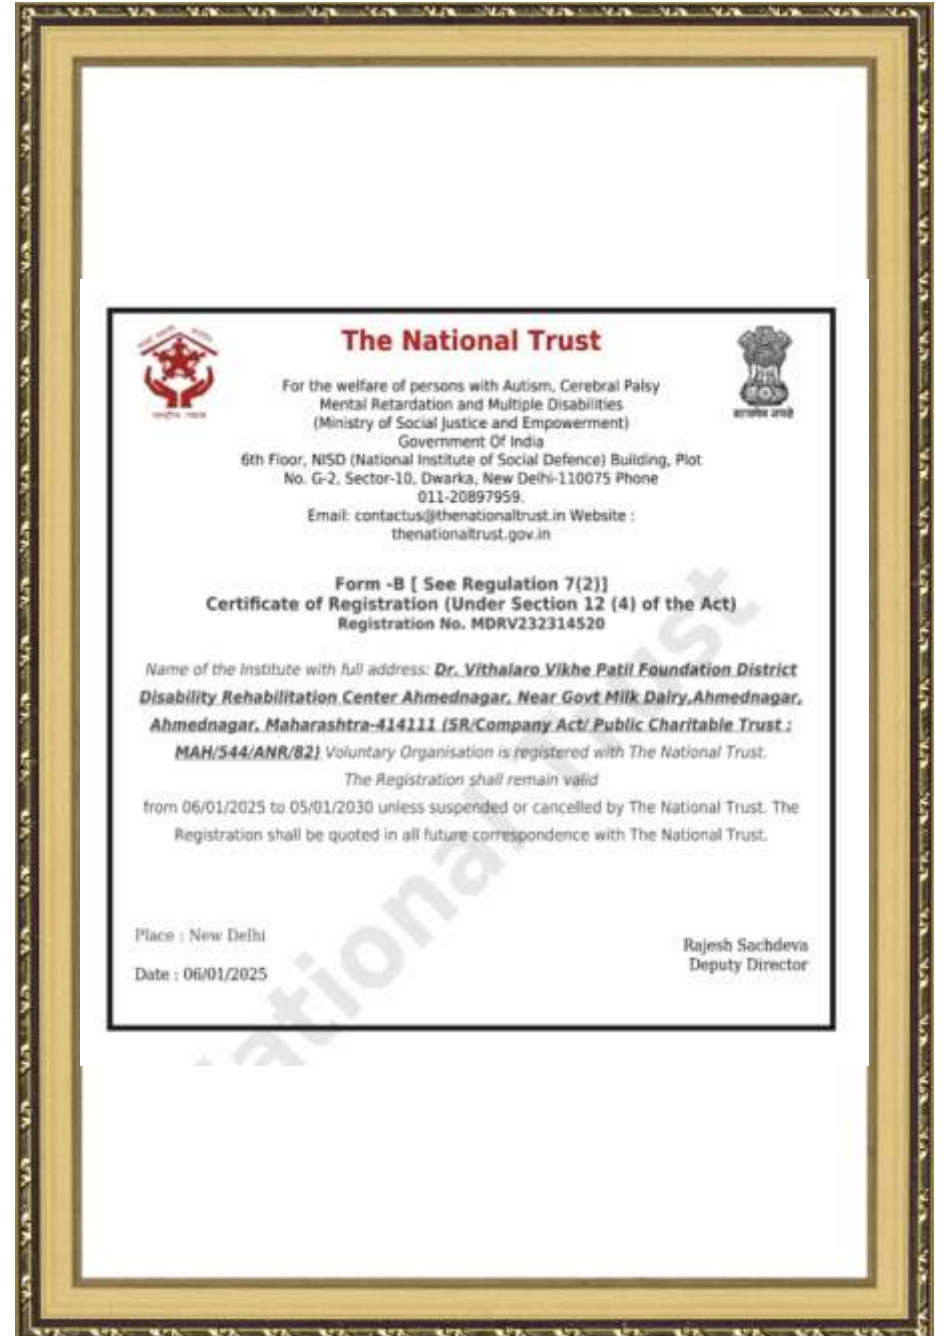 The National Trust
For the welfare of persons with Autism, Cerebral Palsy
Mental Retardation and Multiple Disabilities
(Ministry of Social Justice and Empowerment)
Government Of India
6th Floor, NISD (National Institute of Social Defence) Building, Plot
No. G-2, Sector-10, Dwarka, New Delhi-110075 Phone
011-20897959.
Email: contactus@thenationaltrust.in Website :
thenationaltrust.gov.in
सत्यमेव जयते
Form -B [ See Regulation 7(2)]
Certificate of Registration (Under Section 12 (4) of the Act)
Registration No. MDRV232314520
Name of the Institute with full address: Dr. Vithalaro Vikhe Patil Foundation District
Disability Rehabilitation Center Ahmednagar, Near Govt Milk Dairy,Ahmednagar,
Ahmednagar, Maharashtra-414111 (SR/Company Act/ Public Charitable Trust :
MAH/544/ANR/82) Voluntary Organisation is registered with The National Trust.
The Registration shall remain valid
from 06/01/2025 to 05/01/2030 unless suspended or cancelled by The National Trust. The
Registration shall be quoted in all future correspondence with The National Trust.
Place : New Delhi
Date : 06/01/2025
Rajesh Sachdeva
Deputy Director
National Trust